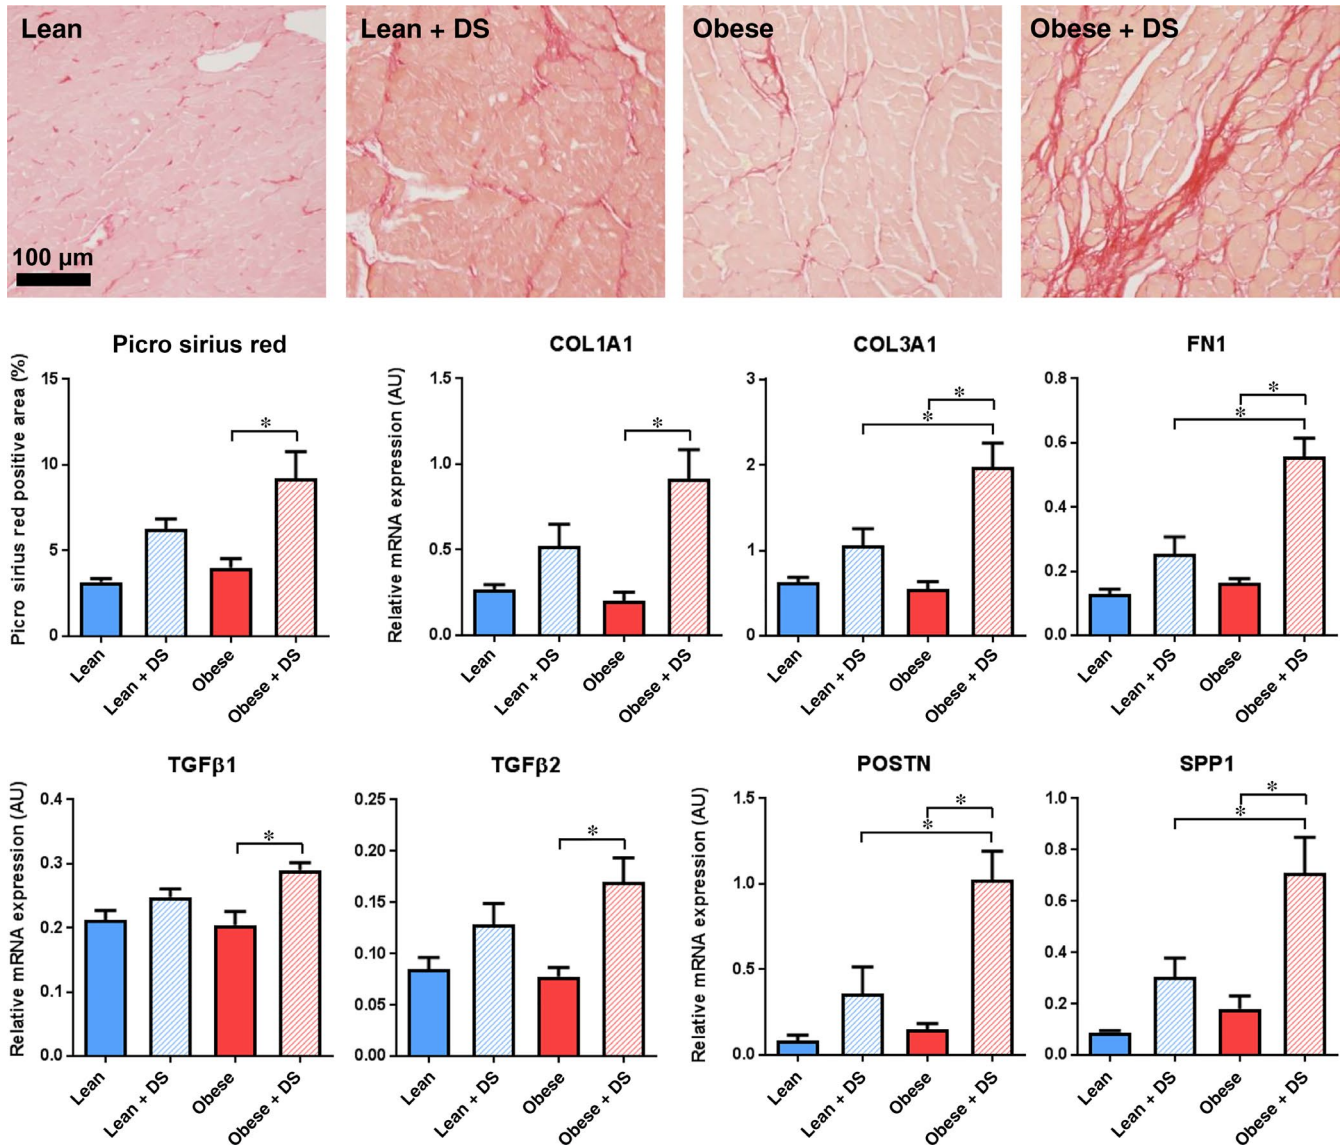 Lean
Lean + DS
Obese
Obese + DS
100 µm
Picro sirius red
COL1A1
COL3A1
FN1
Picro sirius red positive area (%)
15
10
5
0
*
Lean
Lean + DS
Obese
Obese + DS
Relative mRNA expression (AU)
1.5
1.0
0.5
0.0
*
Lean
Lean + DS
Obese
Obese + DS
3
2
1
0
*
*
Lean
Lean + DS
Obese
Obese + DS
0.8
0.6
0.4
0.2
0.0
*
*
Lean
Lean + DS
Obese
Obese + DS
TGFβ1
TGFβ2
POSTN
SPP1
Relative mRNA expression (AU)
0.4
0.3
0.2
0.1
0.0
*
Lean
Lean + DS
Obese
Obese + DS
0.25
0.20
0.15
0.10
0.05
0.00
*
Lean
Lean + DS
Obese
Obese + DS
Relative mRNA expression (AU)
1.5
1.0
0.5
0.0
*
*
Lean
Lean + DS
Obese
Obese + DS
1.0
0.8
0.6
0.4
0.2
0.0
*
*
Lean
Lean + DS
Obese
Obese + DS